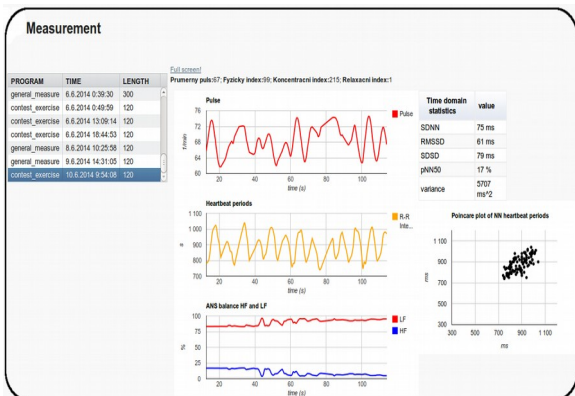 Measurement
Full screen!
Prumerny puls:67; Fyzicky index:99; Koncentracni index:215; Relaxacni index:1
PROGRAM TIME LENGTH
general_measure 6.6.2014 0:39:30 300
contest_exercise 6.6.2014 0:49:59 120
contest_exercise 6.6.2014 13:09:14 120
contest_exercise 6.6.2014 18:44:53 120
general_measure 8.6.2014 10:25:58 120
general_measure 9.6.2014 14:31:05 120
contest_exercise 10.6.2014 9:54:08 120
Pulse
76
72
68
64
60
20 40 60 80 100
time (s)
Pulse
Time domain statistics value
SDNN 75 ms
RMSSD 61 ms
SDSD 79 ms
pNN50 17 %
variance 5707 ms^2
Heartbeat periods
1 100
1 000
900
800
700
20 40 60 80 100
time (s)
R-R
Inte...
Poincare plot of NN heartbeat periods
1 100
900
700
500
300
300 500 700 900 1 100
ms
ms
ANS balance HF and LF
100
75
50
25
0
%
20 40 60 80 100
time (s)
LF
HF